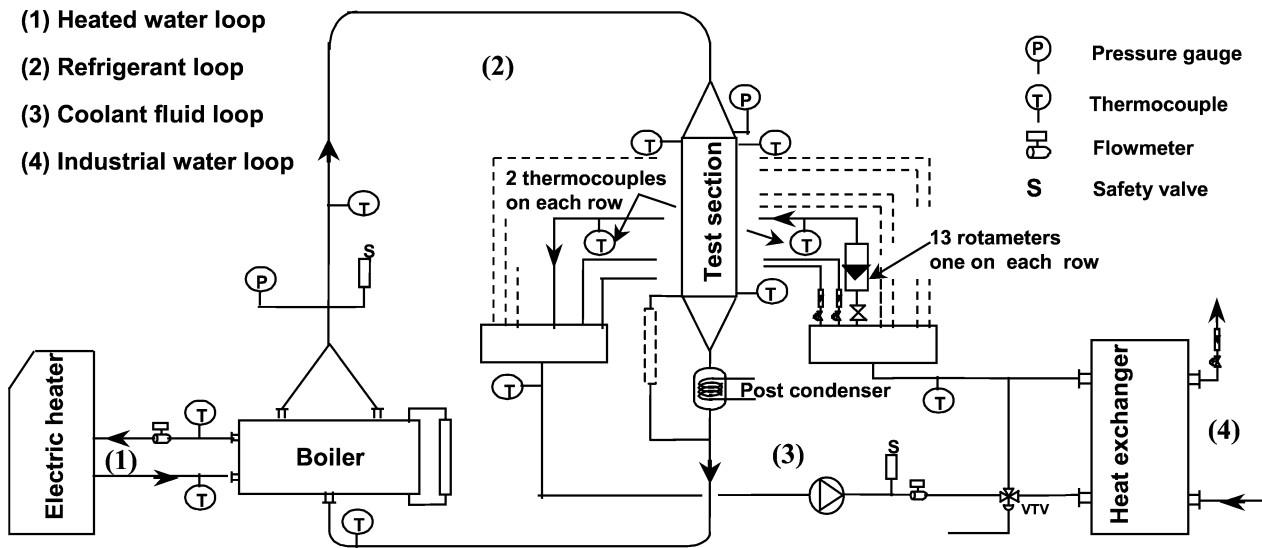 (1) Heated water loop
(2) Refrigerant loop
(3) Coolant fluid loop
(4) Industrial water loop
(2)
P
Pressure gauge
T
Thermocouple
Flowmeter
S
Safety valve
P
T
T
2 thermocouples
on each row
T
T
T
Test section
13 rotameters
one on each row
S
P
T
T
Post condenser
T
Electric heater
T
(1)
T
Boiler
T
(3)
S
VTV
Heat exchanger
(4)